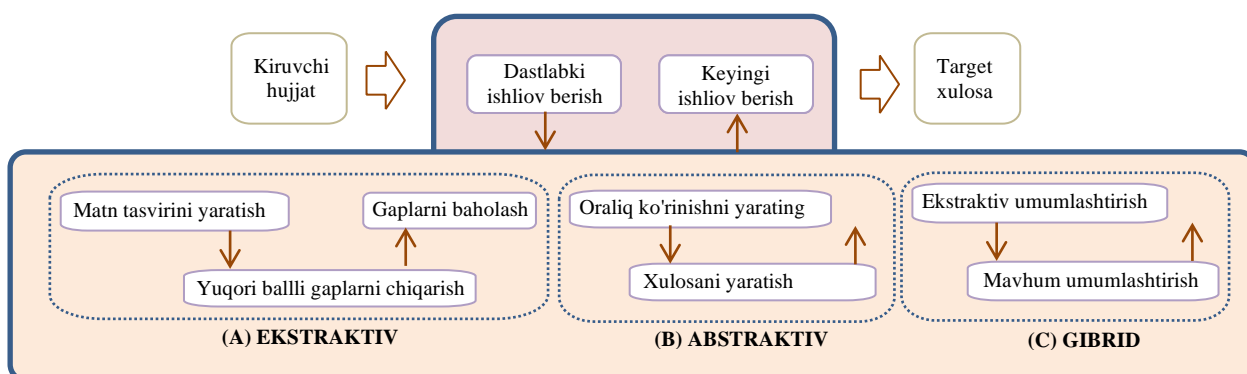 Kiruvchi
hujjat
Dastlabki
ishliov berish
Keyingi
ishliov berish
Target
xulosa
Matn tasvirini yaratish
Gaplarni baholash
Yuqori ballli gaplarni chiqarish
(A) EKSTRAKTIV
Oraliq ko'rinishni yarating
Xulosani yaratish
(B) ABSTRAKTIV
Ekstraktiv umumlashtirish
Mavhum umumlashtirish
(C) GIBRID